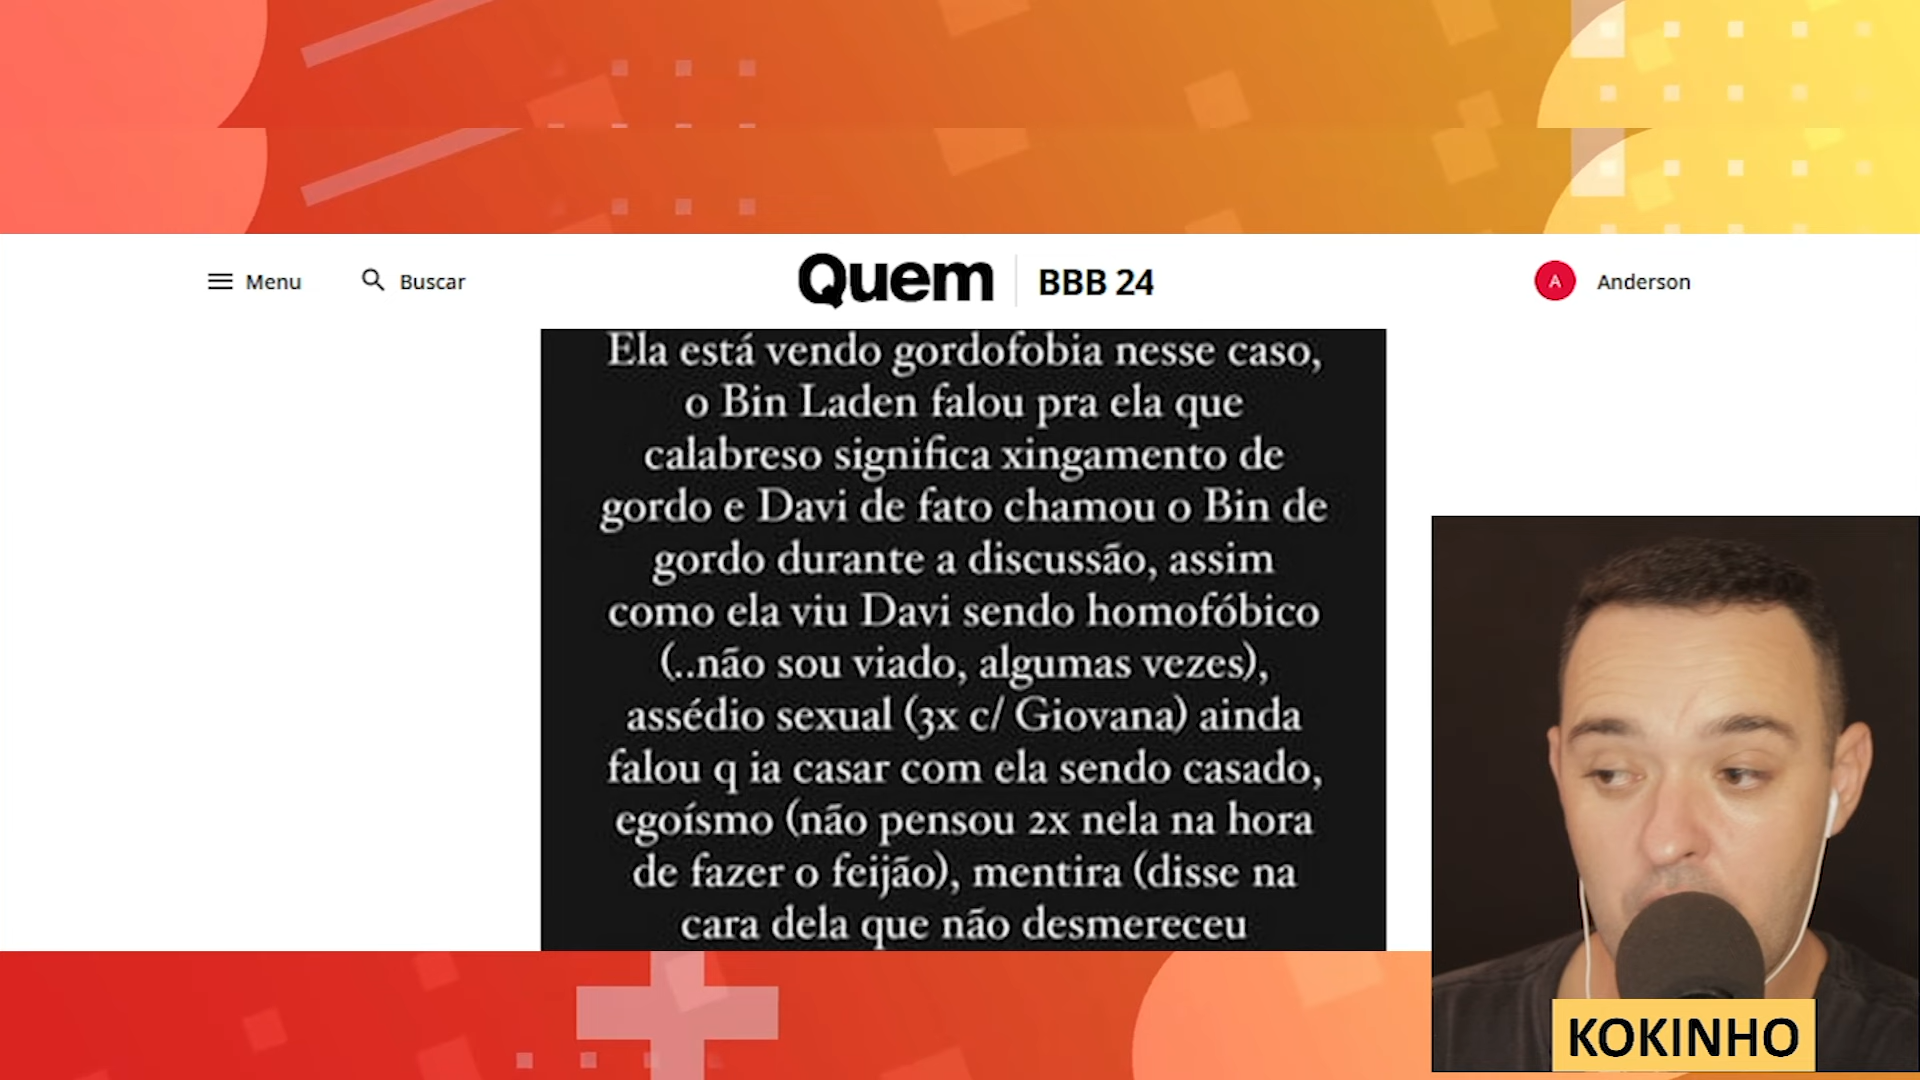 Menu
Buscar
Quem
BBB 24
A
Anderson
Ela está vendo gordofobia nesse caso,
o Bin Laden falou pra ela que
calabreso significa xingamento de
gordo e Davi de fato chamou o Bin de
gordo durante a discussão, assim
como ela viu Davi sendo homofóbico
(..não sou viado, algumas vezes),
assédio sexual (3x c/ Giovana) ainda
falou q ia casar com ela sendo casado,
egoísmo (não pensou 2x nela na hora
de fazer o feijão), mentira (disse na
cara dela que não desmereceu
KOKINHO